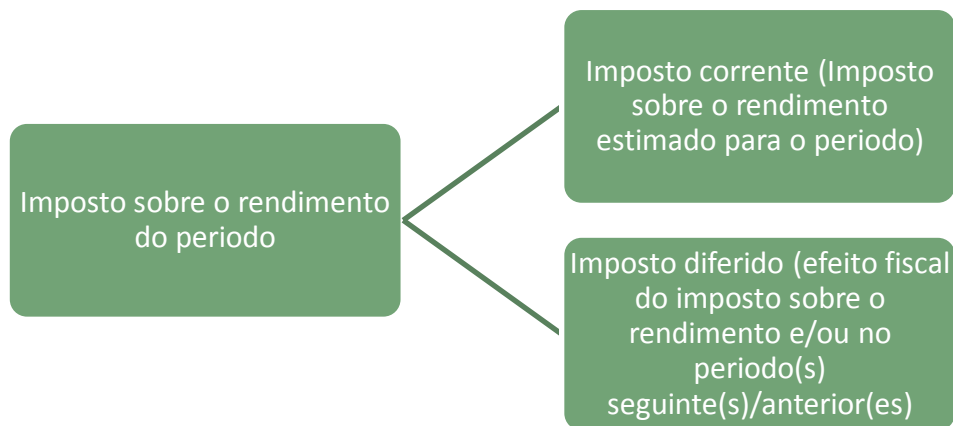 Imposto sobre o rendimento
do periodo
Imposto corrente (Imposto
sobre o rendimento
estimado para o periodo)
Imposto diferido (efeito fiscal
do imposto sobre o
rendimento e/ou no
periodo(s)
seguinte(s)/anterior(es)